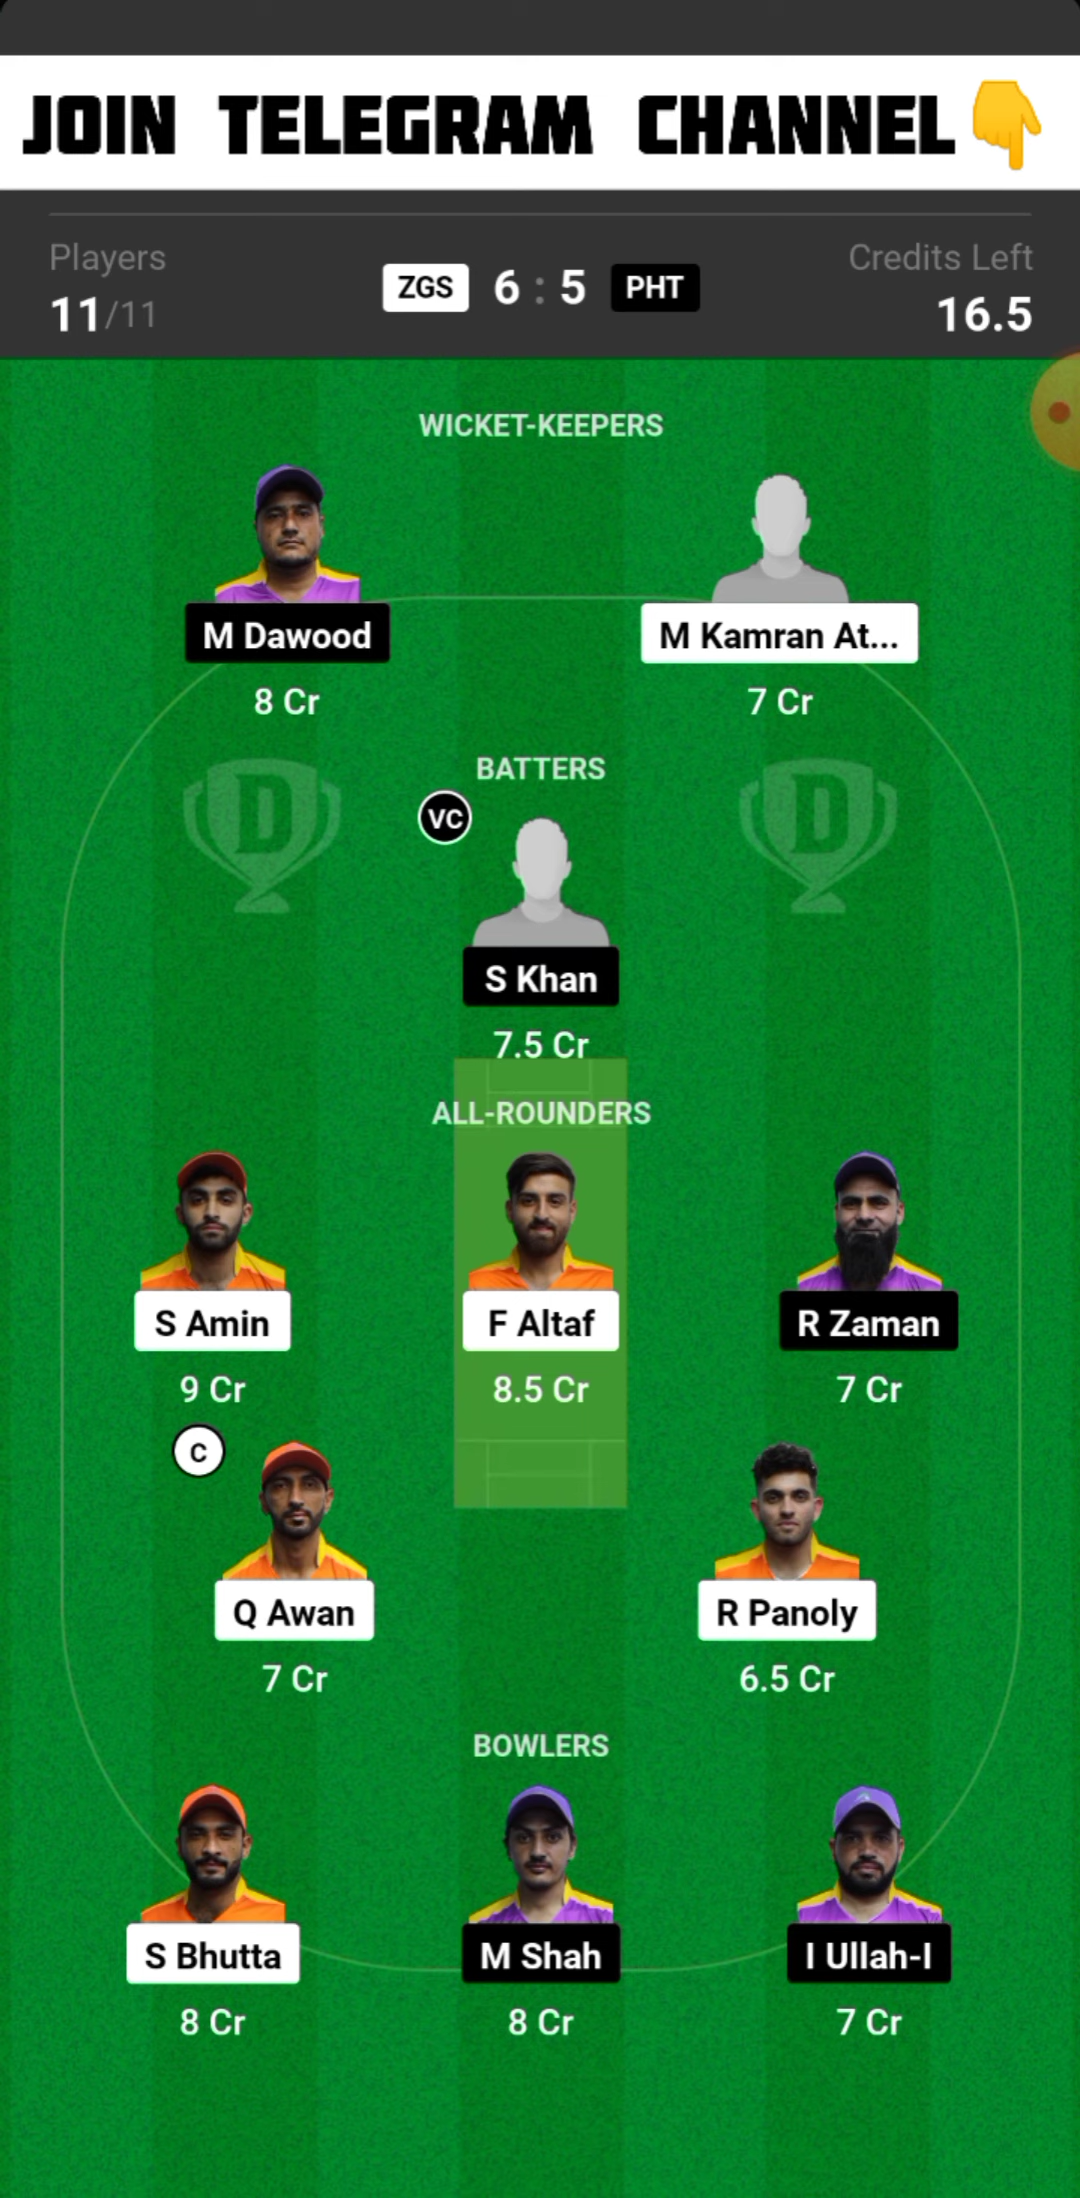 JOIN TELEGRAM CHANNEL👇
Players
Credits Left
11/11
ZGS 6 : 5 PHT
16.5
WICKET-KEEPERS
M Dawood
M Kamran At...
8 Cr
7 Cr
D
D
BATTERS
VC
S Khan
7.5 Cr
ALL-ROUNDERS
S Amin
F Altaf
R Zaman
9 Cr
8.5 Cr
7 Cr
C
Q Awan
R Panoly
7 Cr
6.5 Cr
BOWLERS
S Bhutta
M Shah
I Ullah-I
8 Cr
8 Cr
7 Cr